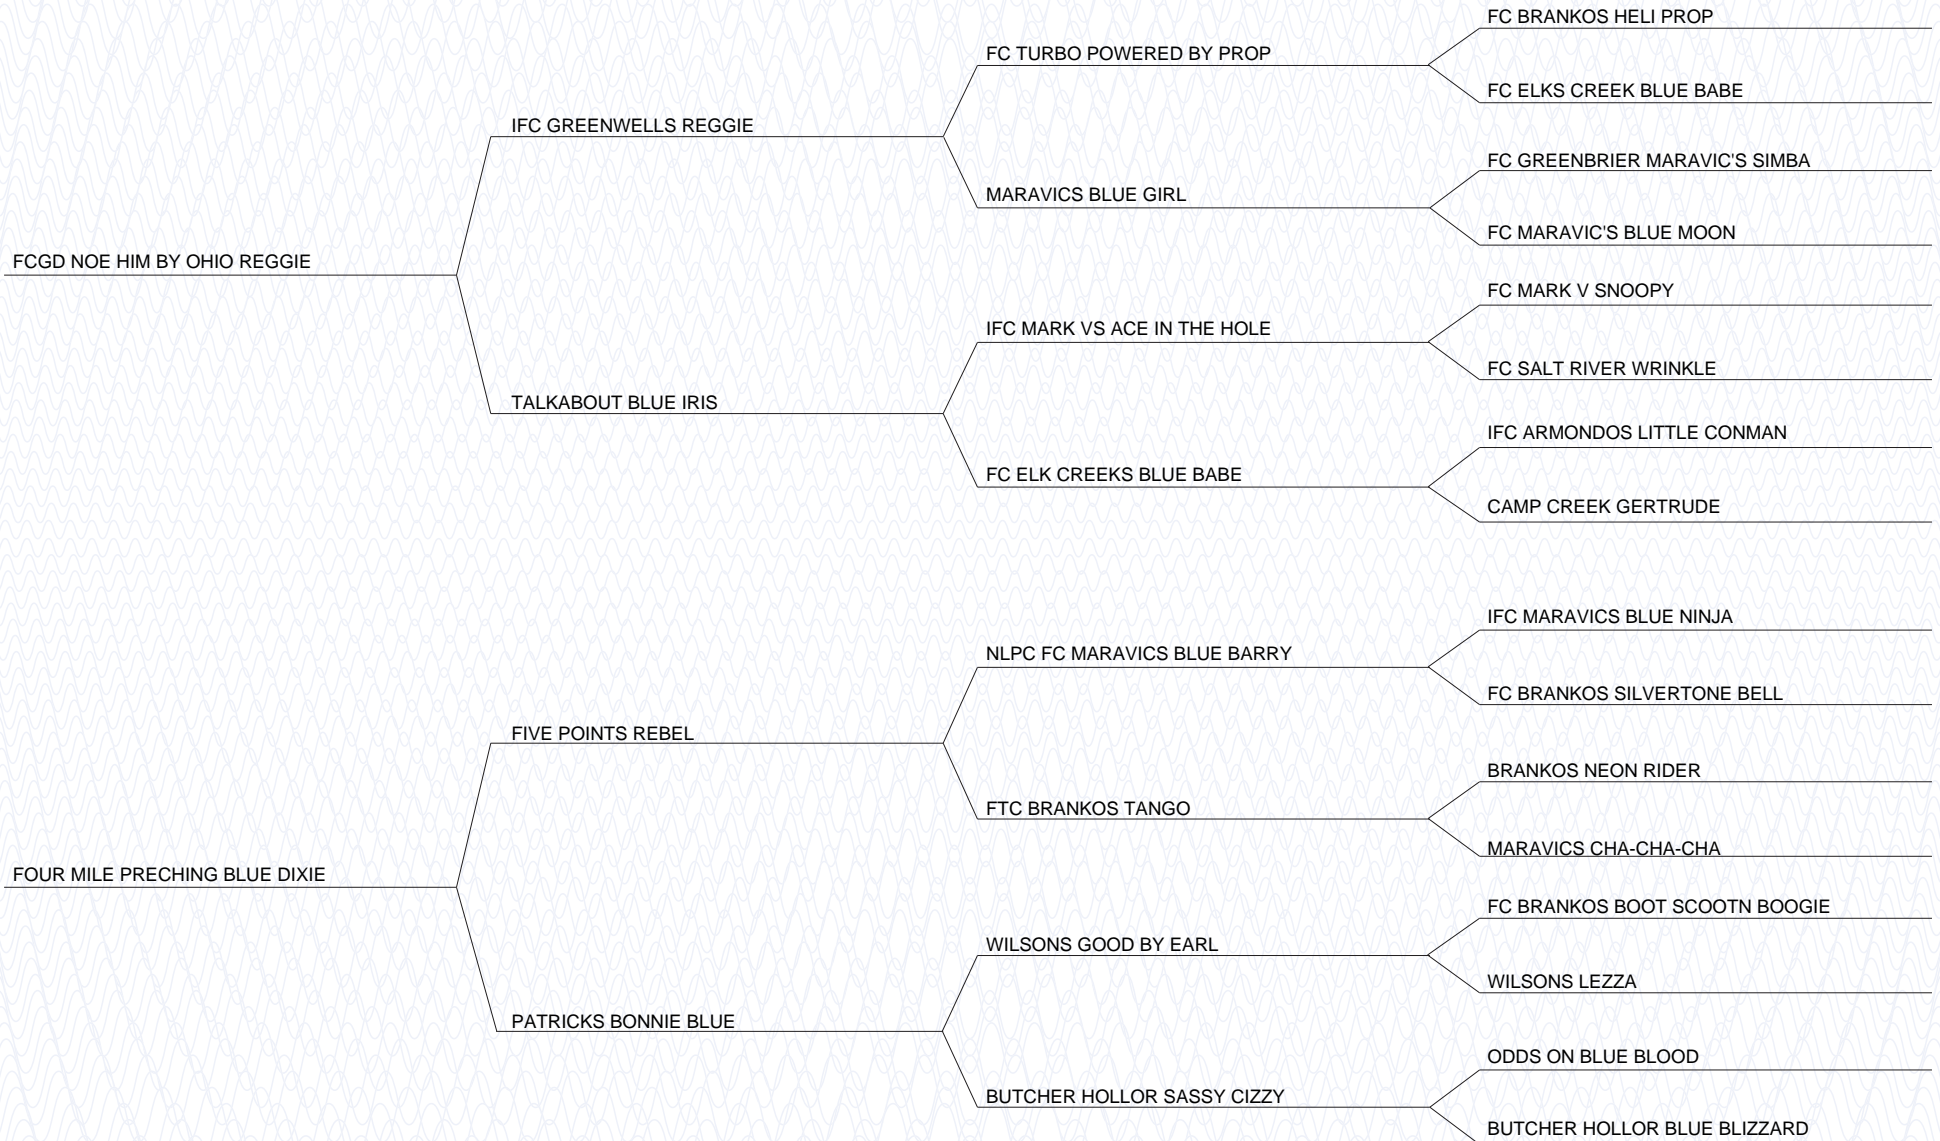 FC BRANKOS HELI PROP
FC TURBO POWERED BY PROP
FC ELKS CREEK BLUE BABE
IFC GREENWELLS REGGIE
FC GREENBRIER MARAVIC'S SIMBA
MARAVICS BLUE GIRL
FC MARAVIC'S BLUE MOON
FCGD NOE HIM BY OHIO REGGIE
FC MARK V SNOOPY
IFC MARK VS ACE IN THE HOLE
FC SALT RIVER WRINKLE
TALKABOUT BLUE IRIS
IFC ARMONDOS LITTLE CONMAN
FC ELK CREEKS BLUE BABE
CAMP CREEK GERTRUDE
IFC MARAVICS BLUE NINJA
NLPC FC MARAVICS BLUE BARRY
FC BRANKOS SILVERTONE BELL
FIVE POINTS REBEL
BRANKOS NEON RIDER
FTC BRANKOS TANGO
MARAVICS CHA-CHA-CHA
FOUR MILE PRECHING BLUE DIXIE
FC BRANKOS BOOT SCOOTN BOOGIE
WILSONS GOOD BY EARL
WILSONS LEZZA
PATRICKS BONNIE BLUE
ODDS ON BLUE BLOOD
BUTCHER HOLLOR SASSY CIZZY
BUTCHER HOLLOR BLUE BLIZZARD